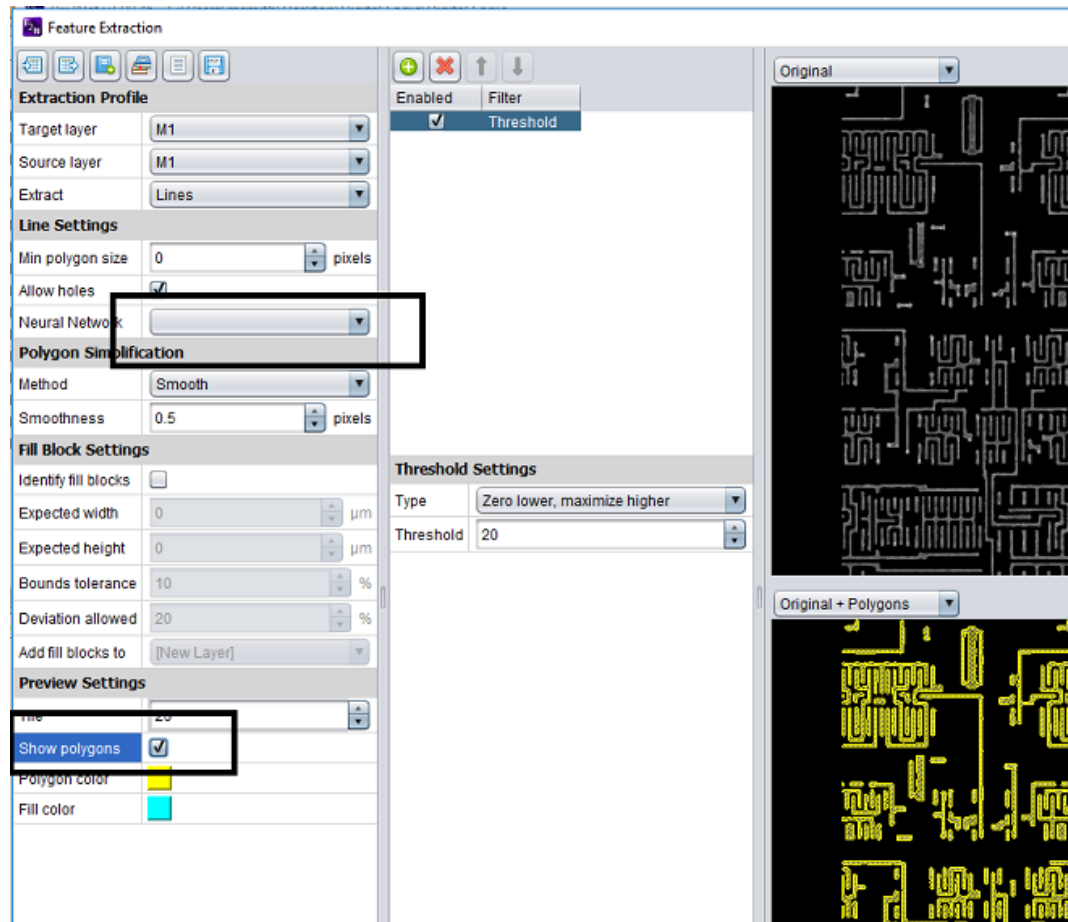 Feature Extraction
Extraction Profile
Target layer M1
Source layer M1
Extract Lines
Line Settings
Min polygon size 0 pixels
Allow holes
Neural Network
Polygon Simplification
Method Smooth
Smoothness 0.5 pixels
Fill Block Settings
Identify fill blocks
Expected width 0 µm
Expected height 0 µm
Bounds tolerance 10 %
Deviation allowed 20 %
Add fill blocks to [New Layer]
Preview Settings
Show polygons
Polygon color
Fill color
Enabled Filter
Threshold
Threshold Settings
Type Zero lower, maximize higher
Threshold 20
Original
Original + Polygons